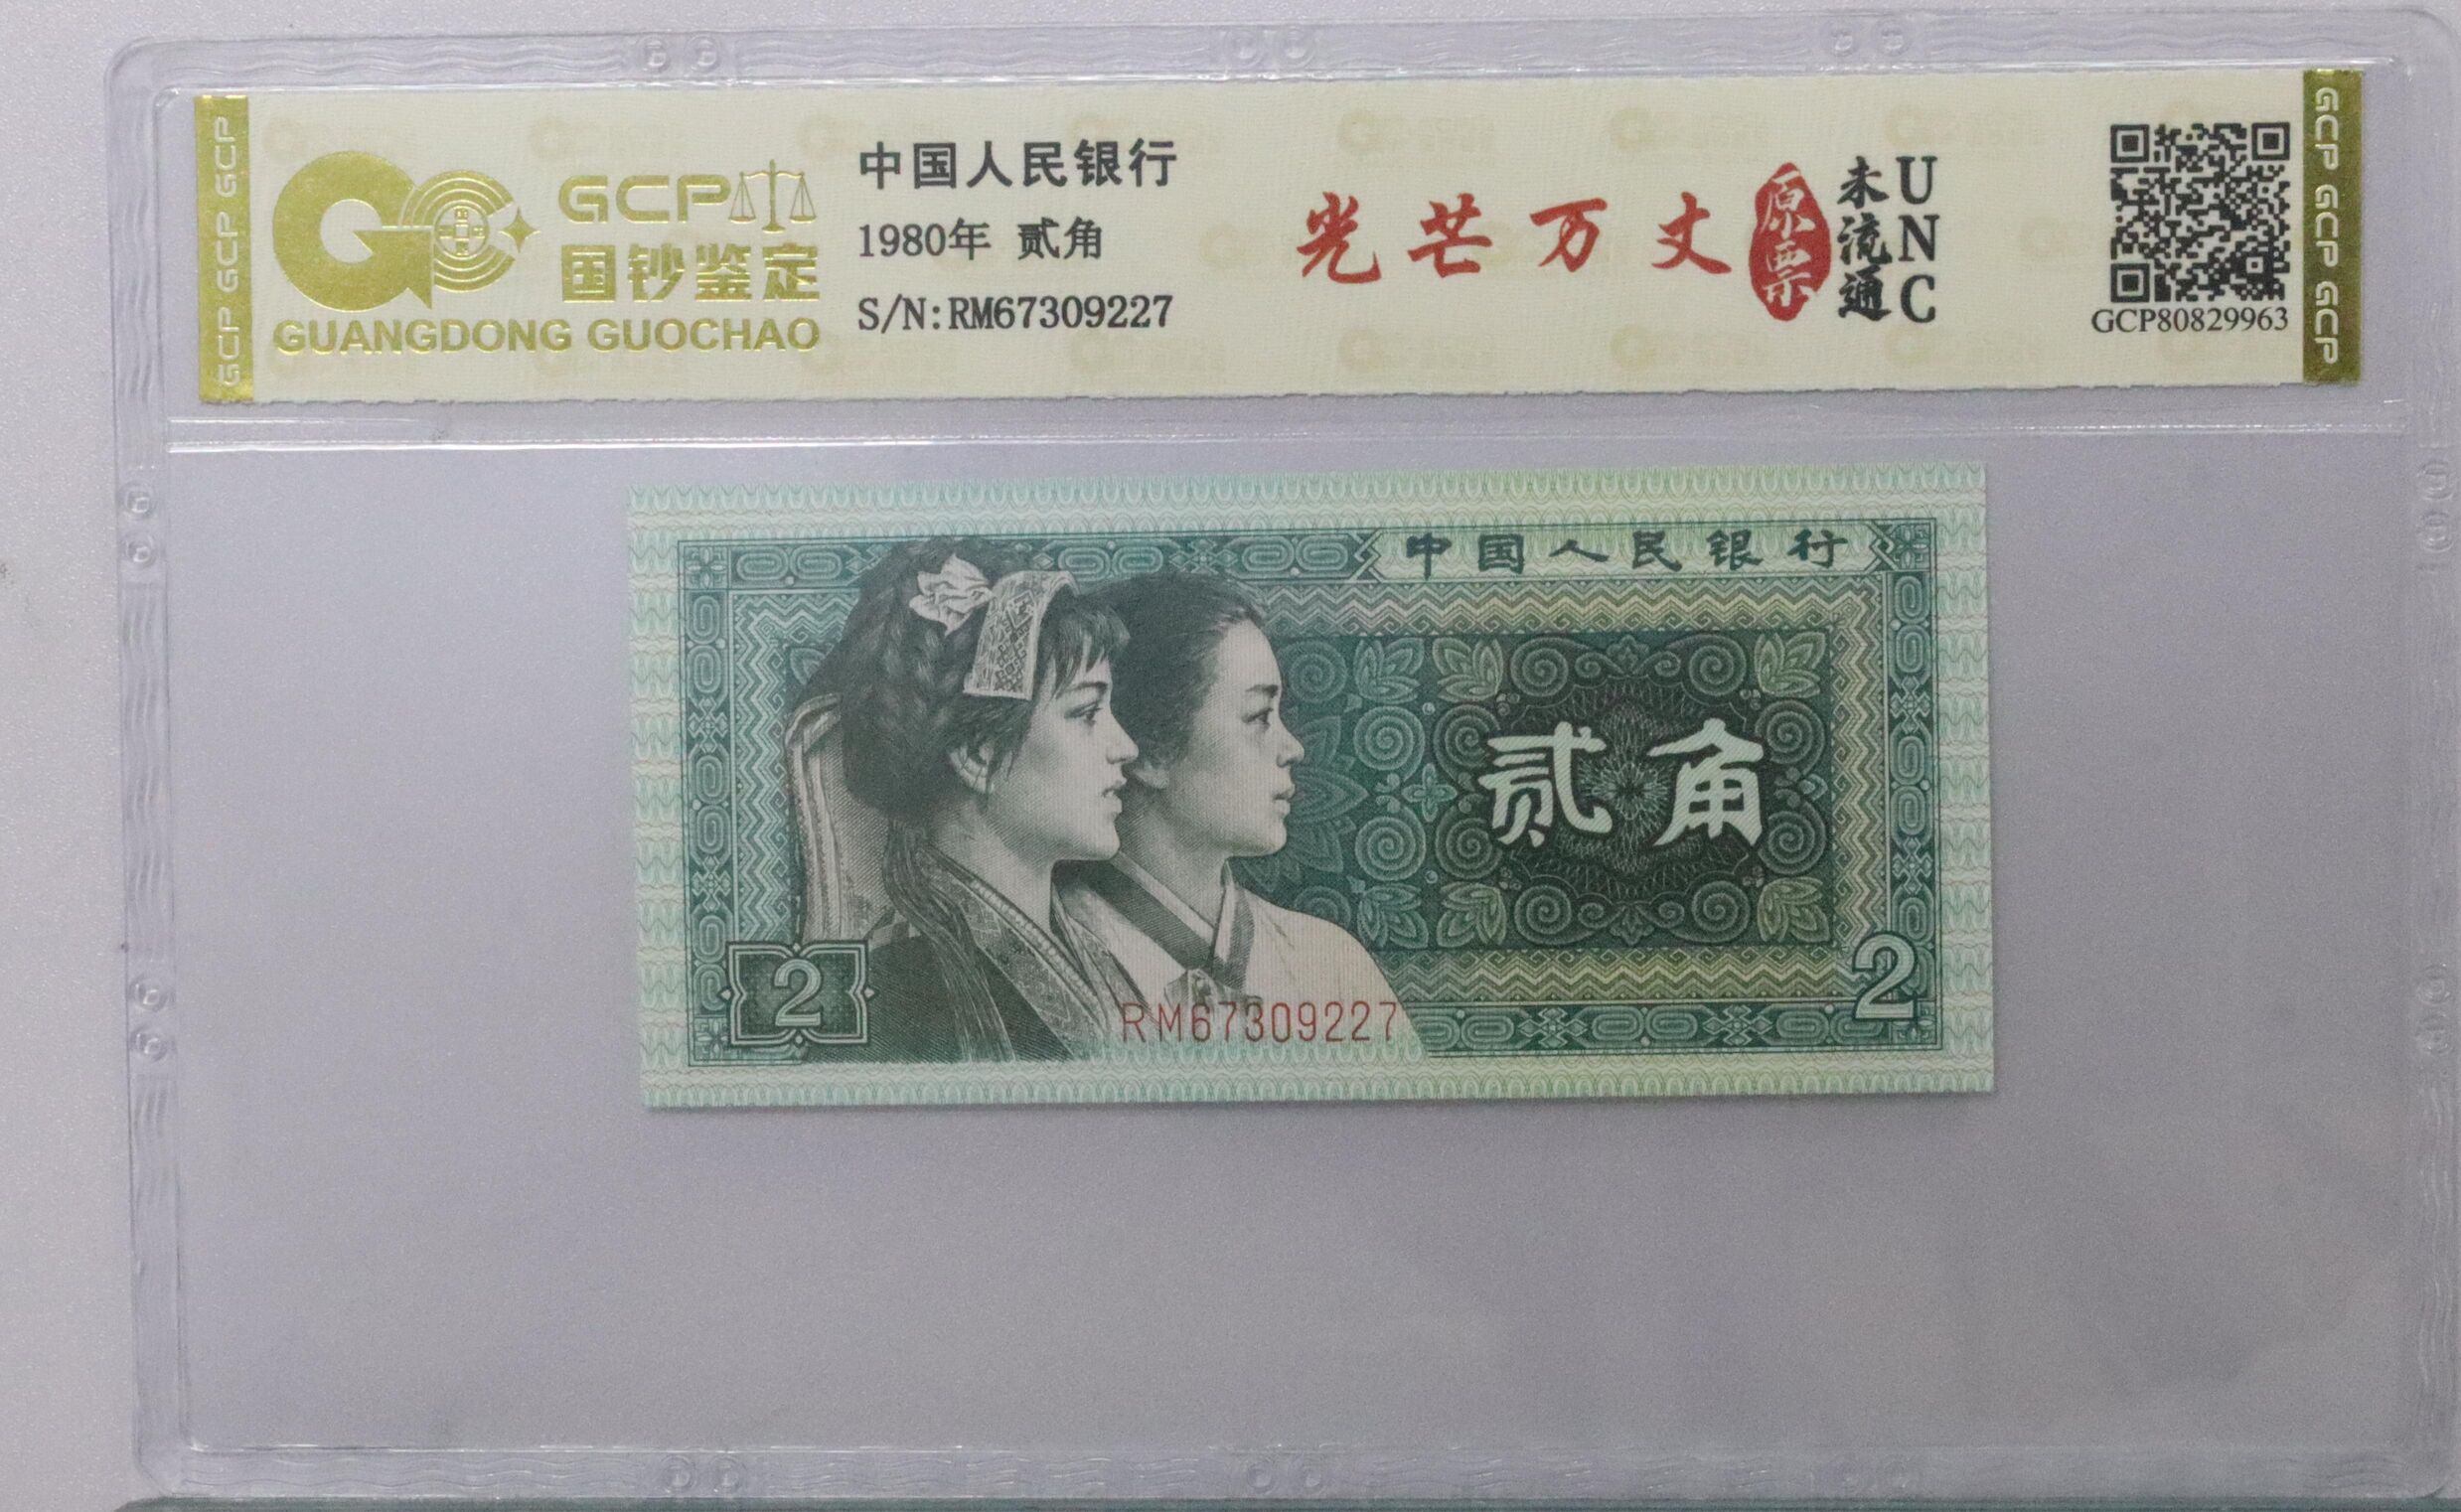 GCP GCP GCP
GCP
国钞鉴定
GUANGDONG GUOCHAO
中国人民银行
1980年 贰角
S/N:RM67309227
光芒万丈
原票
未流通
UNC
GCP80829963
GCP GCP GCP
中国人民银行
贰角
2
RM67309227
2